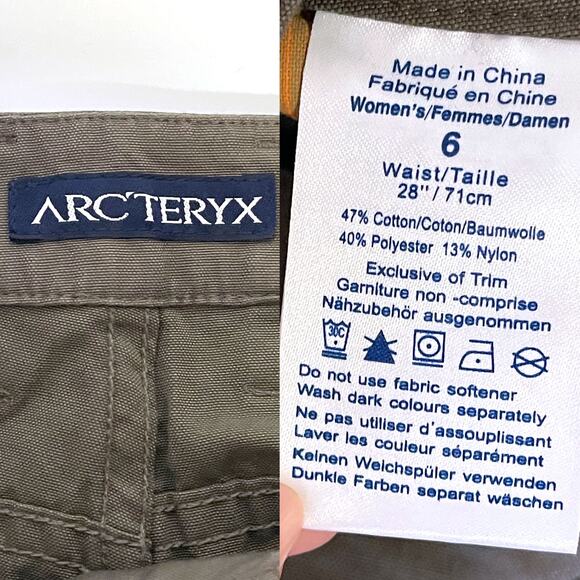 ARC'TERYX
Made in China
Fabriqué en Chine
Women's/Femmes/Damen
6
Waist/Taille
28"/71cm
47% Cotton/Coton/Baumwolle
40% Polyester 13% Nylon
Exclusive of Trim
Garniture non -comprise
Nähzubehör ausgenommen
30C
Do not use fabric softener
Wash dark colours separately
Ne pas utiliser d'assouplissant
Laver les couleur séparément
Keinen Weichspüler verwenden
Dunkle Farben separat wäschen